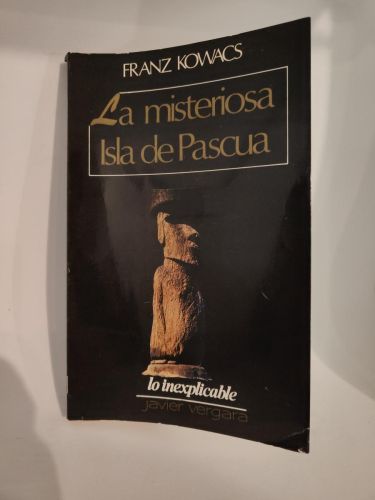 FRANZ KOWACS
La misteriosa
Isla de Pascua
lo inexplicable
javier vergara